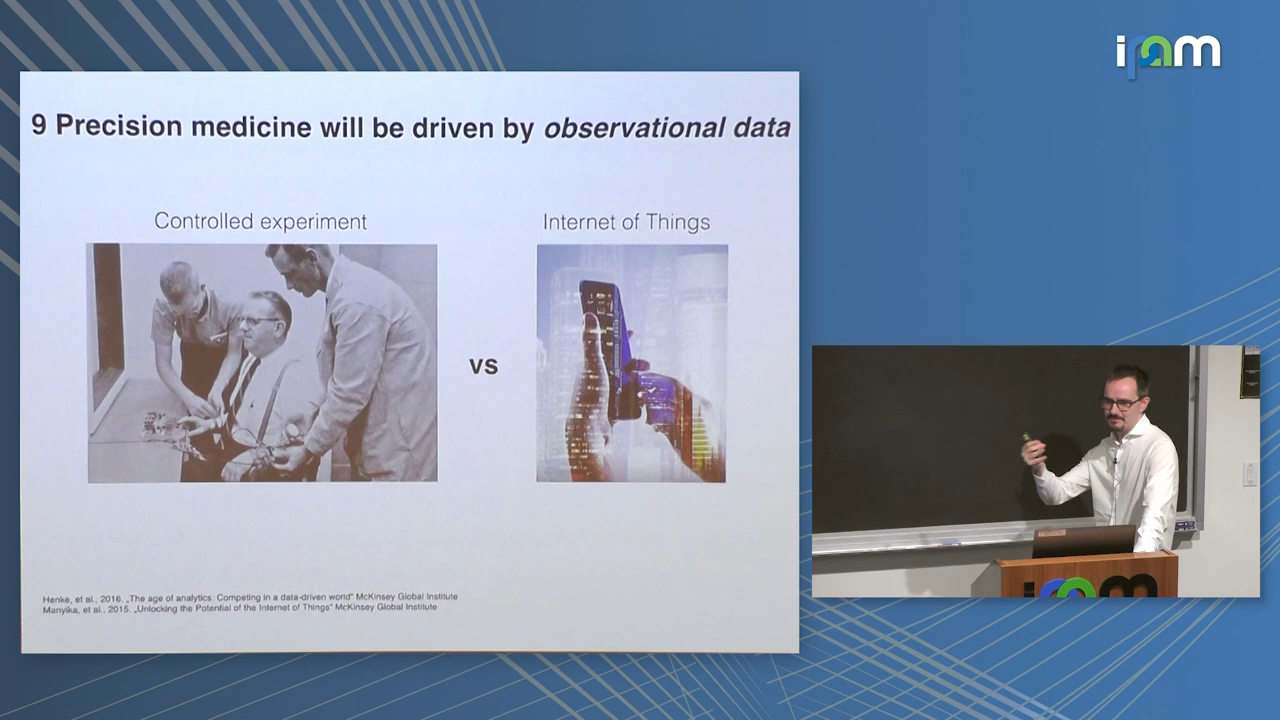 ipam
9 Precision medicine will be driven by observational data
Controlled experiment
Internet of Things
vs
Henke, et al., 2016. „The age of analytics: Competing in a data-driven world" McKinsey Global Institute
Manyika, et al., 2015. „Unlocking the Potential of the Internet of Things" McKinsey Global Institute
ipam